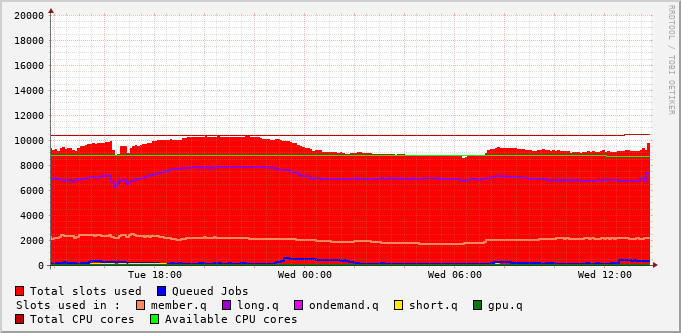 20000
18000
16000
14000
12000
10000
8000
6000
4000
2000
0
Tue 18:00 Wed 00:00 Wed 06:00 Wed 12:00
RRDTOOL / TOBI OETIKER
Total slots used Queued Jobs
Slots used in : member.q long.q ondemand.q short.q gpu.q
Total CPU cores Available CPU cores